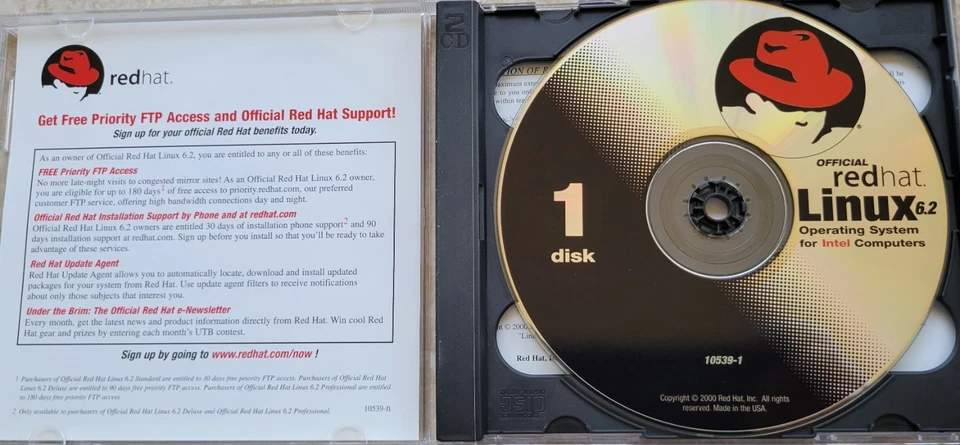 redhat.
Get Free Priority FTP Access and Official Red Hat Support!
Sign up for your official Red Hat benefits today.
As an owner of Official Red Hat Linux 6.2, you are entitled to any or all of these benefits:
FREE Priority FTP Access
No more late-night visits to congested mirror sites! As an Official Red Hat Linux 6.2 owner,
you are eligible for up to 180 days1 of free access to priority.redhat.com, our preferred
customer FTP service, offering high bandwidth connections day and night.
Official Red Hat Installation Support by Phone and at redhat.com
Official Red Hat Linux 6.2 owners are entitled 30 days of installation phone support2 and 90
days installation support at redhat.com. Sign up before you install so that you'll be ready to take
advantage of these services.
Red Hat Update Agent
Red Hat Update Agent allows you to automatically locate, download and install updated
packages for your system from Red Hat. Use update agent filters to receive notifications
about only those subjects that interest you.
Under the Brim: The Official Red Hat e-Newsletter
Every month, get the latest news and product information directly from Red Hat. Win cool Red
Hat gear and prizes by entering each month's UTB contest.
Sign up by going to www.redhat.com/now !
1 Purchasers of Official Red Hat Linux 6.2 Standard are entitled to 30 days free priority FTP access. Purchasers of Official Red Hat
Linux 6.2 Deluxe are entitled to 90 days free priority FTP access. Purchasers of Official Red Hat Linux 6.2 Professional are entitled
to 180 days free priority FTP access.
2 Only available to purchasers of Official Red Hat Linux 6.2 Deluxe and Official Red Hat Linux 6.2 Professional.
10539-ft
2
CD
OFFICIAL
redhat.
Linux 6.2
Operating System
for Intel Computers
1
disk
10539-1
Copyright © 2000 Red Hat, Inc. All rights
reserved. Made in the USA.
Red Hat,